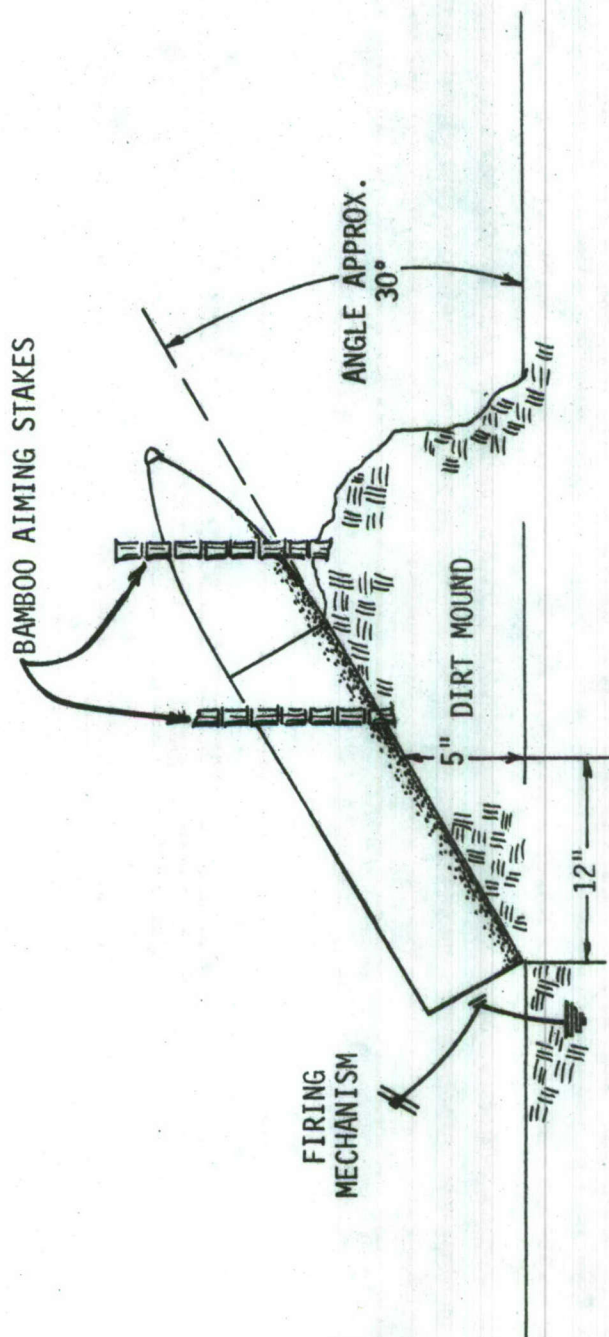 BAMBOO AIMING STAKES
ANGLE APPROX.
30°
FIRING
MECHANISM
5" DIRT MOUND
12"